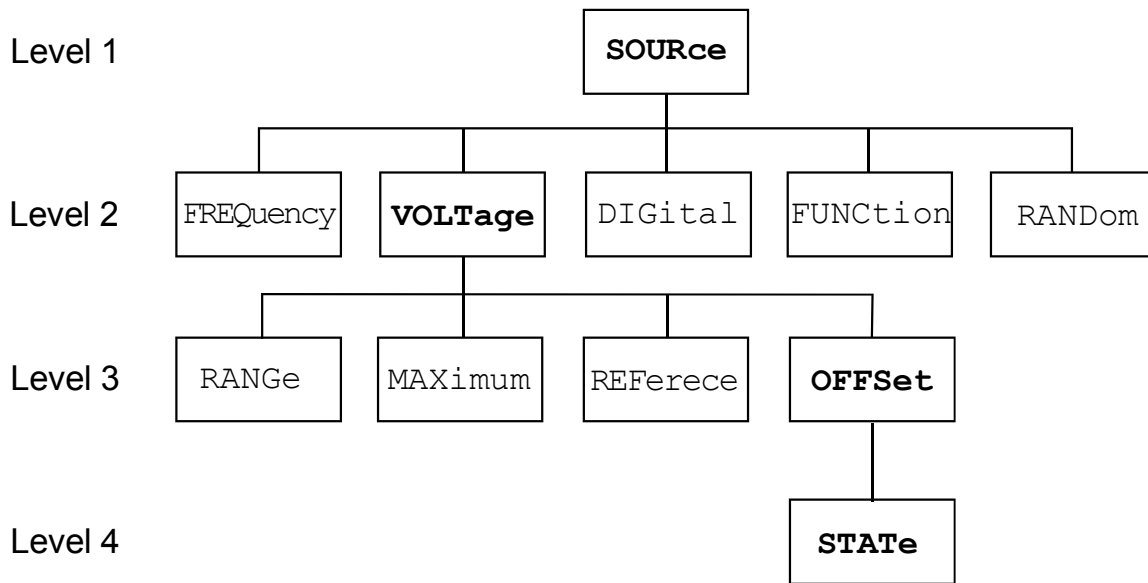 Level 1 SOURce
Level 2 FREQuency VOLTage DIGital FUNCtion RANDom
Level 3 RANGe MAXimum REFerece OFFSet
Level 4 STATe